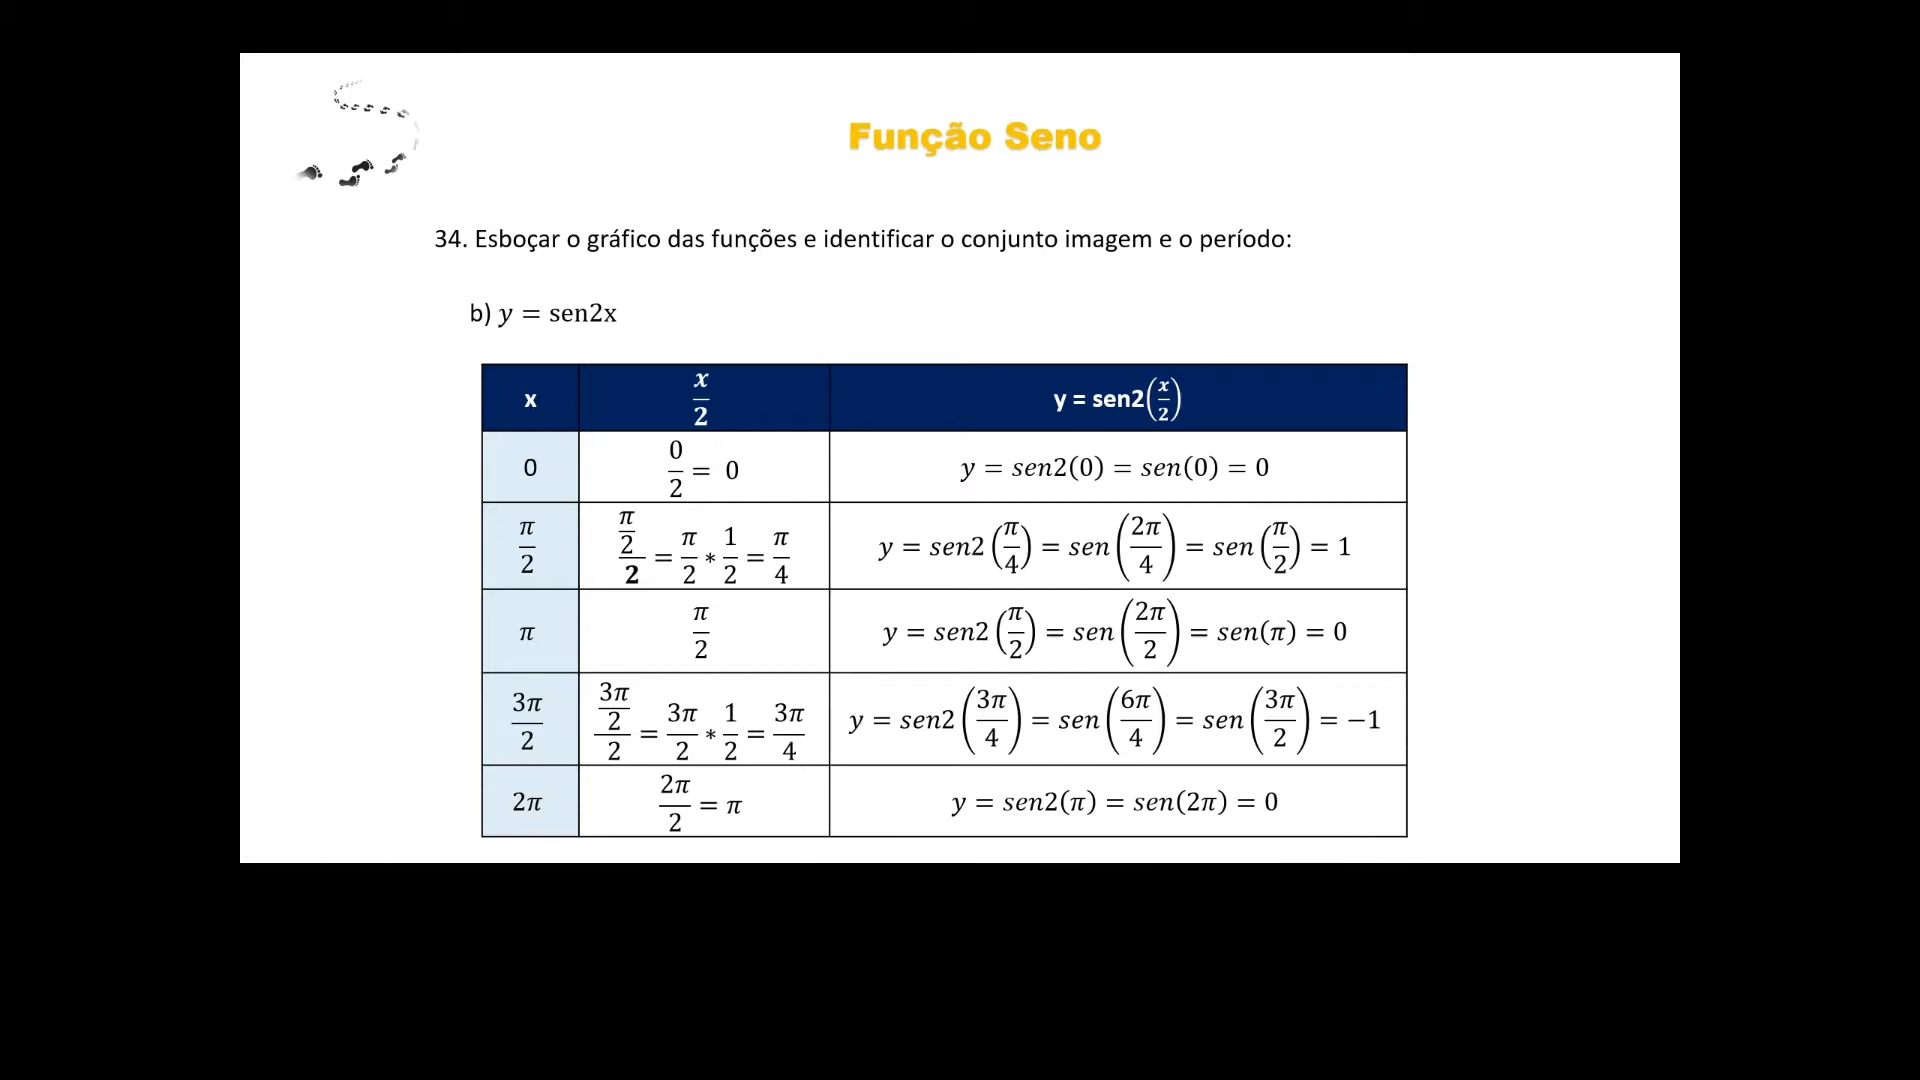 Função Seno
34. Esboçar o gráfico das funções e identificar o conjunto imagem e o período:
b) y = sen2x
x | x/2 | y = sen2(x/2)
0 | 0/2 = 0 | y = sen2(0) = sen(0) = 0
π/2 | (π/2)/2 = π/2 * 1/2 = π/4 | y = sen2(π/4) = sen(2π/4) = sen(π/2) = 1
π | π/2 | y = sen2(π/2) = sen(2π/2) = sen(π) = 0
3π/2 | (3π/2)/2 = 3π/2 * 1/2 = 3π/4 | y = sen2(3π/4) = sen(6π/4) = sen(3π/2) = −1
2π | 2π/2 = π | y = sen2(π) = sen(2π) = 0